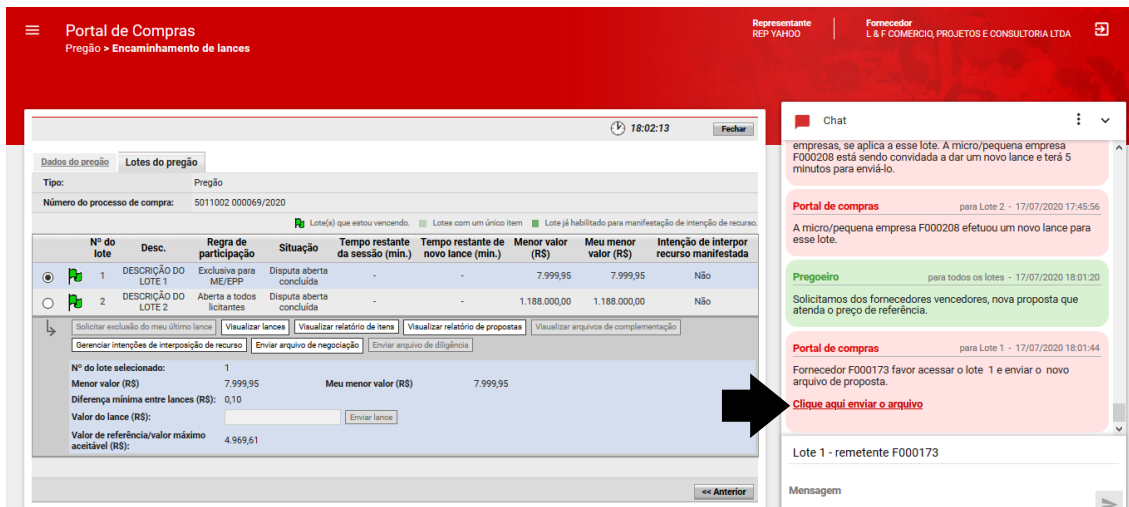 Portal de Compras
Pregão > Encaminhamento de lances
Representante
REP YAHOO
Fornecedor
L & F COMERCIO, PROJETOS E CONSULTORIA LTDA
18:02:13
Fechar
Dados do pregão
Lotes do pregão
Tipo: Pregão
Número do processo de compra: 5011002 000069/2020
Lote(s) que estou vencendo. Lotes com um único item Lote já habilitado para manifestação de intenção de recurso.
Nº do lote Desc. Regra de participação Situação Tempo restante da sessão (min.) Tempo restante de novo lance (min.) Menor valor (R$) Meu menor valor (R$) Intenção de interpor recurso manifestada
1 DESCRIÇÃO DO LOTE 1 Exclusiva para ME/EPP Disputa aberta concluída - - 7.999,95 7.999,95 Não
2 DESCRIÇÃO DO LOTE 2 Aberta a todos licitantes Disputa aberta concluída - - 1.188.000,00 1.188.000,00 Não
Solicitar exclusão do meu último lance Visualizar lances Visualizar relatório de itens Visualizar relatório de propostas Visualizar arquivos de complementação
Gerenciar intenções de interposição de recurso Enviar arquivo de negociação Enviar arquivo de diligência
Nº do lote selecionado: 1
Menor valor (R$) 7.999,95 Meu menor valor (R$) 7.999,95
Diferença mínima entre lances (R$): 0,10
Valor do lance (R$): Enviar lance
Valor de referência/valor máximo
aceitável (R$): 4.969,61
<< Anterior
Chat
empresas, se aplica a esse lote. A micro/pequena empresa
F000208 está sendo convidada a dar um novo lance e terá 5
minutos para enviá-lo.
Portal de compras para Lote 2 - 17/07/2020 17:45:56
A micro/pequena empresa F000208 efetuou um novo lance para
esse lote.
Pregoeiro para todos os lotes - 17/07/2020 18:01:20
Solicitamos dos fornecedores vencedores, nova proposta que
atenda o preço de referência.
Portal de compras para Lote 1 - 17/07/2020 18:01:44
Fornecedor F000173 favor acessar o lote 1 e enviar o novo
arquivo de proposta.
Clique aqui enviar o arquivo
Lote 1 - remetente F000173
Mensagem